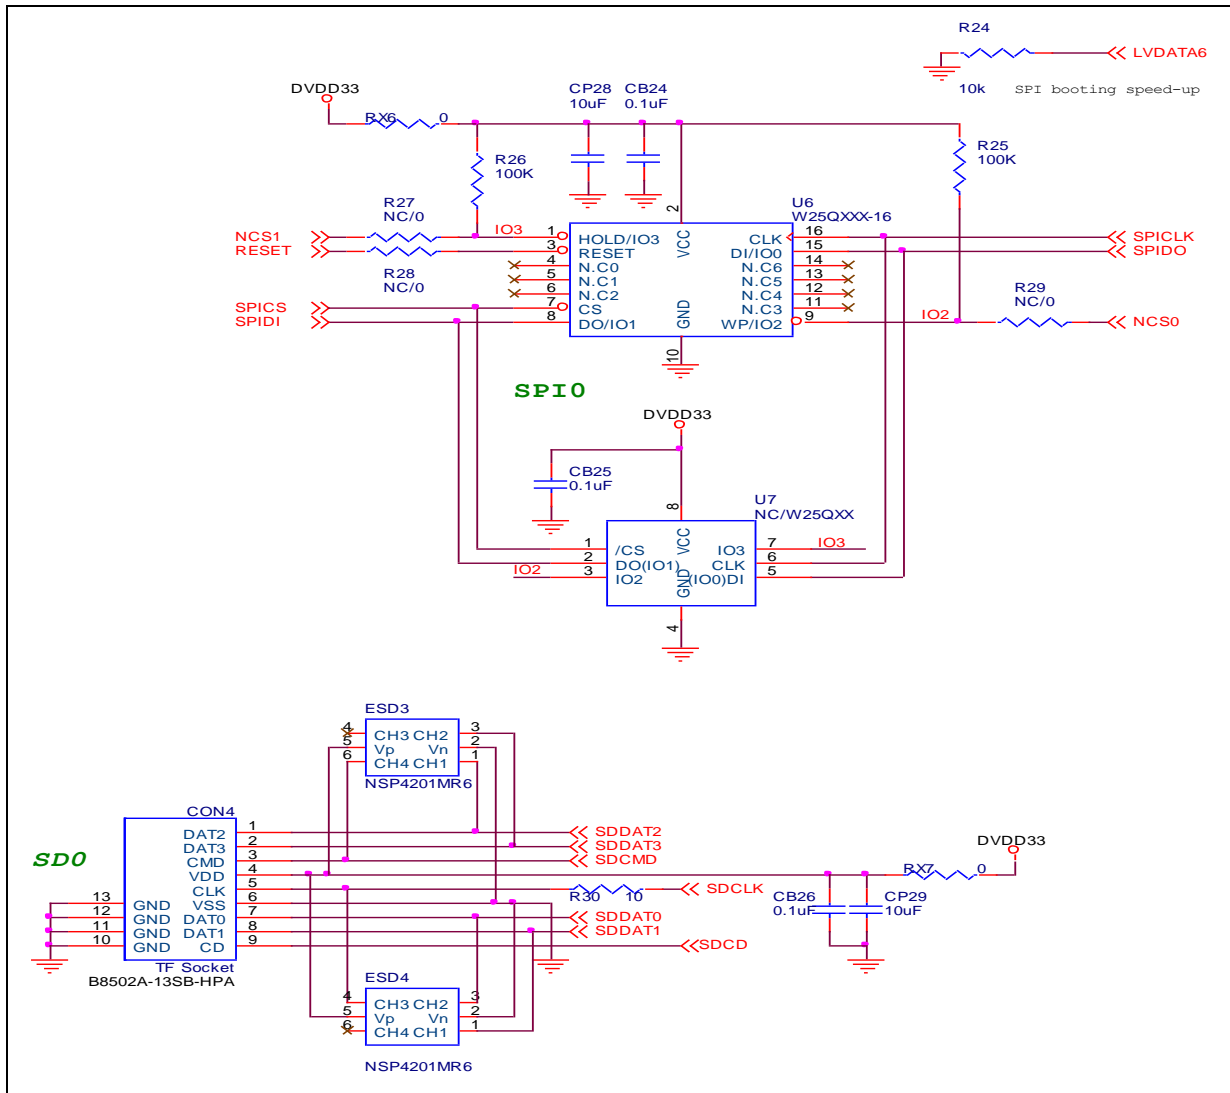 R24
LVDATA6
10k SPI booting speed-up
DVDD33
CP28 CB24
10uF 0.1uF
RX6 0
R26
100K
R25
100K
R27
NC/0
U6
W25QXXX-16
NCS1
RESET
R28
NC/0
IO3
1 HOLD/IO3
3 RESET
4 N.C0
5 N.C1
6 N.C2
7 CS
8 DO/IO1
2 VCC
GND 10
CLK 16
DI/IO0 15
N.C6 14
N.C5 13
N.C4 12
N.C3 11
WP/IO2 9
SPICLK
SPIDO
SPICS
SPIDI
IO2
R29
NC/0
NCS0
SPI0
DVDD33
CB25
0.1uF
U7
NC/W25QXX
8 VCC
1 /CS
2 DO(IO1)
3 IO2
IO2
IO3 7
CLK 6
(IO0)DI 5
IO3
GND 4
ESD3
4 CH3 CH2 3
5 Vp Vn 2
6 CH4 CH1 1
NSP4201MR6
CON4
SD0
DAT2 1
DAT3 2
CMD 3
VDD 4
CLK 5
VSS 6
DAT0 7
DAT1 8
CD 9
13 GND
12 GND
11 GND
10 GND
TF Socket
B8502A-13SB-HPA
SDDAT2
SDDAT3
SDCMD
R30 10
SDCLK
SDDAT0
SDDAT1
SDCD
DVDD33
RX7 0
CB26
0.1uF
CP29
10uF
ESD4
4 CH3 CH2 3
5 Vp Vn 2
6 CH4 CH1 1
NSP4201MR6